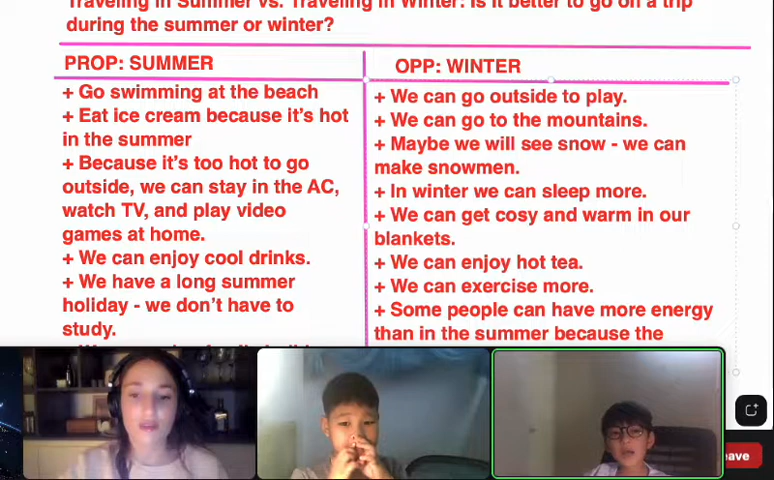 Traveling in Summer vs. Traveling in Winter: Is it better to go on a trip
during the summer or winter?
PROP: SUMMER
+ Go swimming at the beach
+ Eat ice cream because it's hot
in the summer
+ Because it's too hot to go
outside, we can stay in the AC,
watch TV, and play video
games at home.
+ We can enjoy cool drinks.
+ We have a long summer
holiday - we don't have to
study.
OPP: WINTER
+ We can go outside to play.
+ We can go to the mountains.
+ Maybe we will see snow - we can
make snowmen.
+ In winter we can sleep more.
+ We can get cosy and warm in our
blankets.
+ We can enjoy hot tea.
+ We can exercise more.
+ Some people can have more energy
than in the summer because the